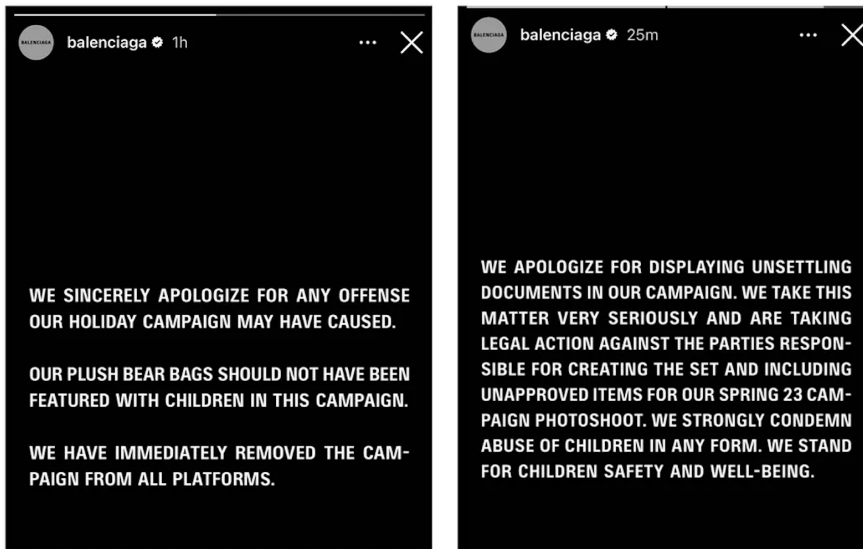 BALENCIAGA
balenciaga 1h
WE SINCERELY APOLOGIZE FOR ANY OFFENSE
OUR HOLIDAY CAMPAIGN MAY HAVE CAUSED.
OUR PLUSH BEAR BAGS SHOULD NOT HAVE BEEN
FEATURED WITH CHILDREN IN THIS CAMPAIGN.
WE HAVE IMMEDIATELY REMOVED THE CAM-
PAIGN FROM ALL PLATFORMS.
BALENCIAGA
balenciaga 25m
WE APOLOGIZE FOR DISPLAYING UNSETTLING
DOCUMENTS IN OUR CAMPAIGN. WE TAKE THIS
MATTER VERY SERIOUSLY AND ARE TAKING
LEGAL ACTION AGAINST THE PARTIES RESPON-
SIBLE FOR CREATING THE SET AND INCLUDING
UNAPPROVED ITEMS FOR OUR SPRING 23 CAM-
PAIGN PHOTOSHOOT. WE STRONGLY CONDEMN
ABUSE OF CHILDREN IN ANY FORM. WE STAND
FOR CHILDREN SAFETY AND WELL-BEING.